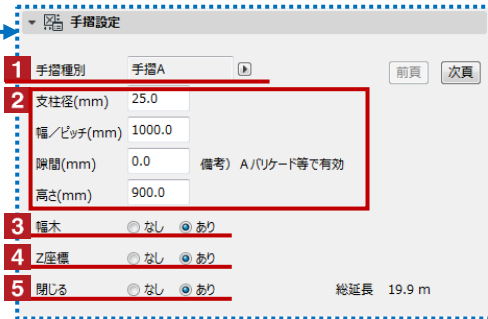 手摺設定
1 手摺種別 手摺A 前頁 次頁
2 支柱径(mm) 25.0
幅／ピッチ(mm) 1000.0
隙間(mm) 0.0 備考) Aバリケード等で有効
高さ(mm) 900.0
3 幅木 なし あり
4 Z座標 なし あり
5 閉じる なし あり 総延長 19.9 m